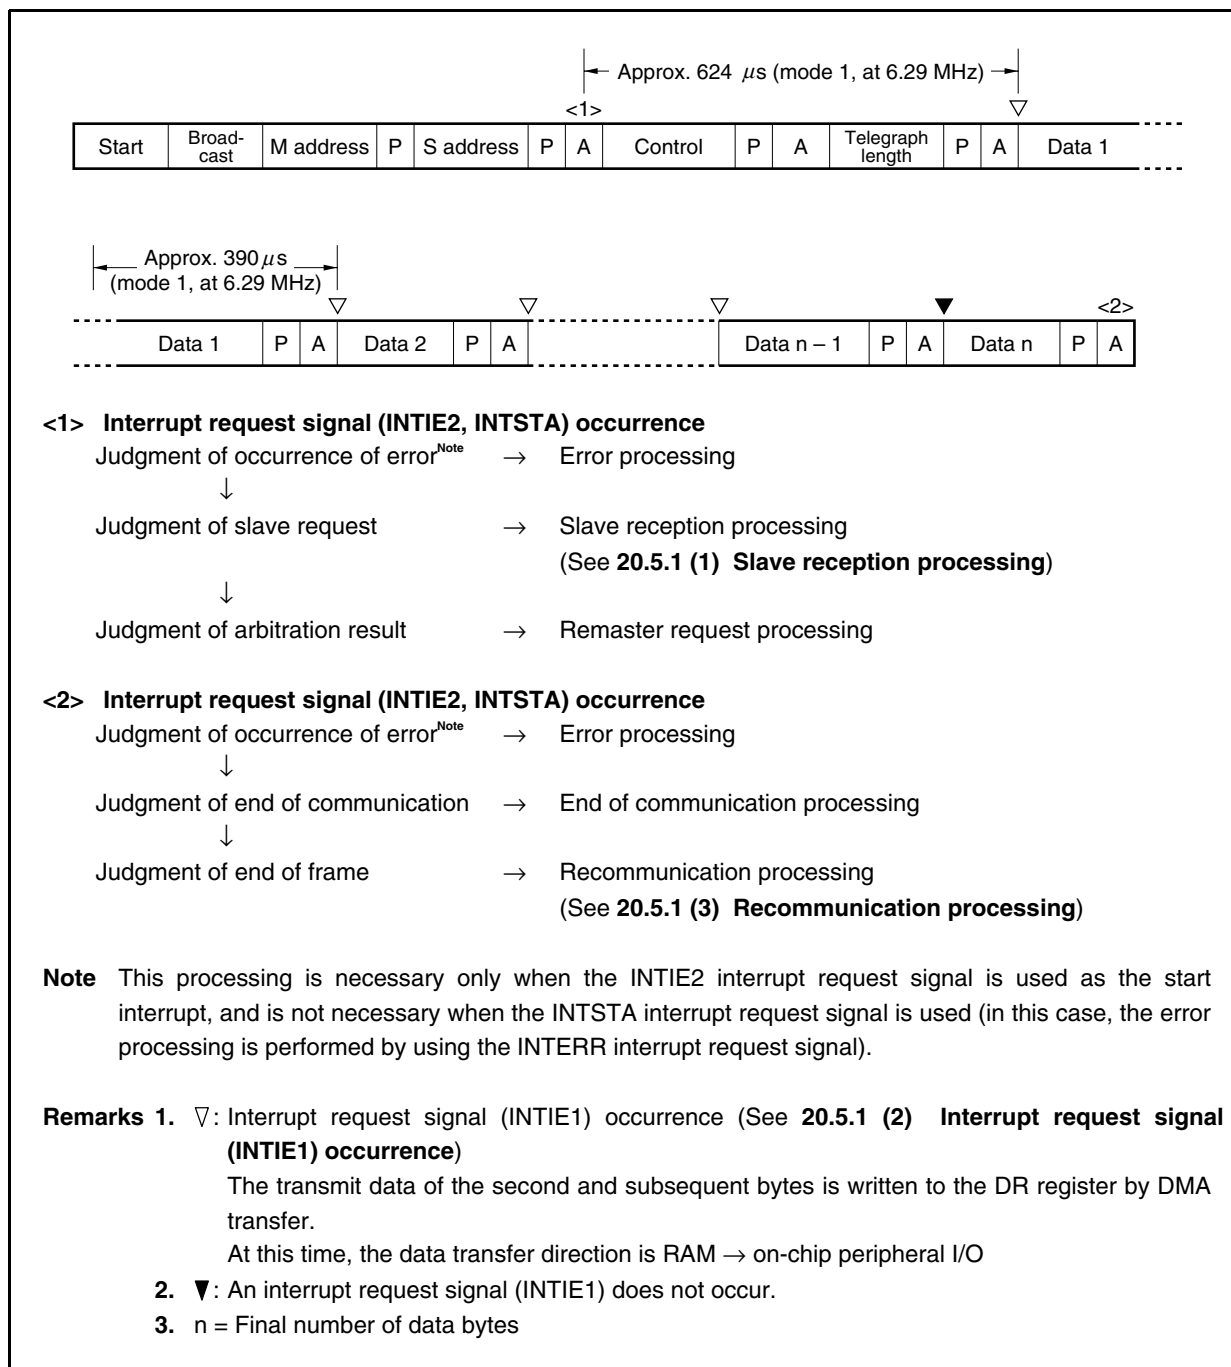 Approx. 624 μs (mode 1, at 6.29 MHz)
<1> ▽
Start Broad-cast M address P S address P A Control P A Telegraph length P A Data 1
Approx. 390 μs
(mode 1, at 6.29 MHz)
▽ ▽ ▽ ▼ <2>
Data 1 P A Data 2 P A Data n – 1 P A Data n P A
<1> Interrupt request signal (INTIE2, INTSTA) occurrence
Judgment of occurrence of error Note → Error processing
↓
Judgment of slave request → Slave reception processing
(See 20.5.1 (1) Slave reception processing)
↓
Judgment of arbitration result → Remaster request processing
<2> Interrupt request signal (INTIE2, INTSTA) occurrence
Judgment of occurrence of error Note → Error processing
↓
Judgment of end of communication → End of communication processing
↓
Judgment of end of frame → Recommunication processing
(See 20.5.1 (3) Recommunication processing)
Note This processing is necessary only when the INTIE2 interrupt request signal is used as the start
interrupt, and is not necessary when the INTSTA interrupt request signal is used (in this case, the error
processing is performed by using the INTERR interrupt request signal).
Remarks 1. ▽: Interrupt request signal (INTIE1) occurrence (See 20.5.1 (2) Interrupt request signal
(INTIE1) occurrence)
The transmit data of the second and subsequent bytes is written to the DR register by DMA
transfer.
At this time, the data transfer direction is RAM → on-chip peripheral I/O
2. ▼: An interrupt request signal (INTIE1) does not occur.
3. n = Final number of data bytes